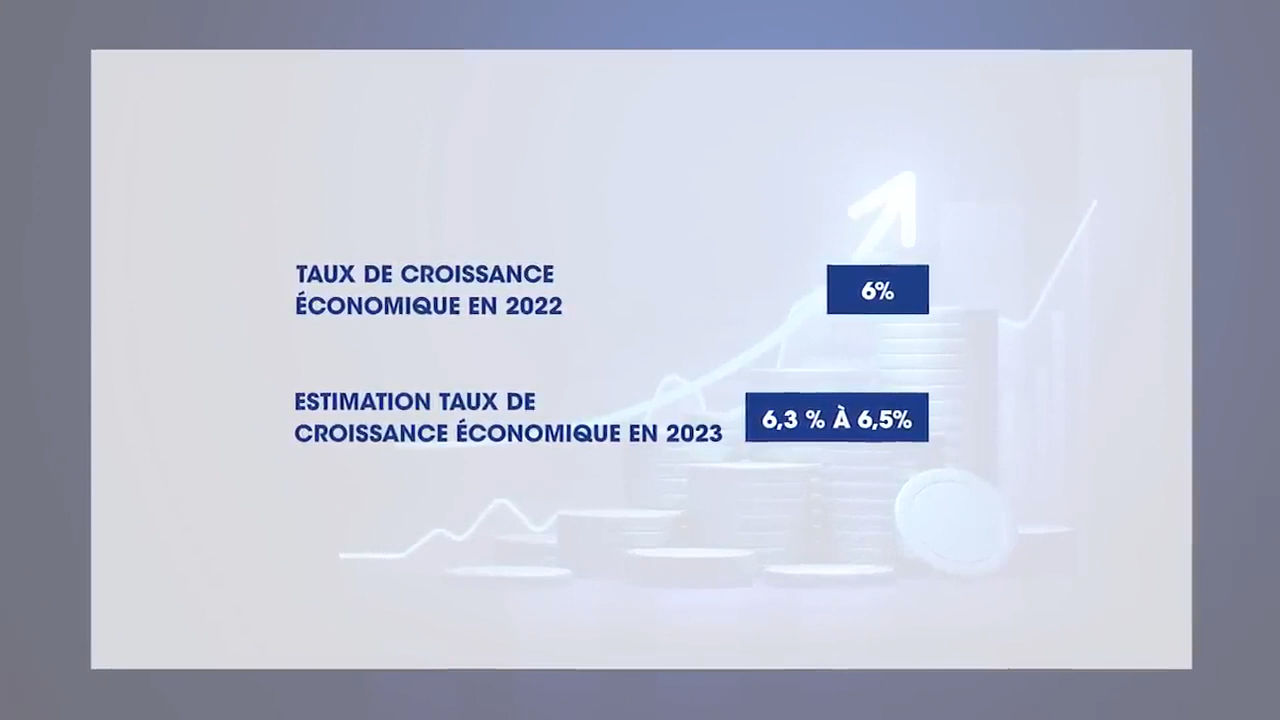 TAUX DE CROISSANCE
ÉCONOMIQUE EN 2022
6%
ESTIMATION TAUX DE
CROISSANCE ÉCONOMIQUE EN 2023
6,3 % À 6,5%